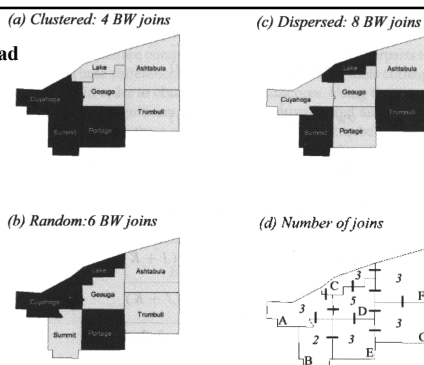 (a) Clustered: 4 BW joins
ad
Lake
Ashtabula
Cuyahoga
Geauga
Trumbull
Summit
Portage
(c) Dispersed: 8 BW joins
Lake
Ashtabula
Cuyahoga
Geauga
Trumbull
Summit
Portage
(b) Random:6 BW joins
Lake
Ashtabula
Cuyahoga
Geauga
Trumbull
Summit
Portage
(d) Number of joins
3
3
C
5
F
3
A
D
3
2
3
G
B
E